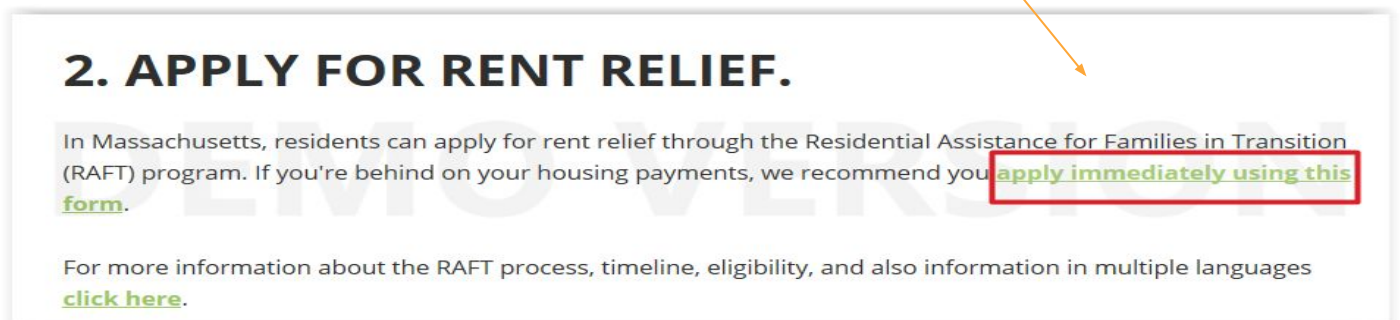 2. APPLY FOR RENT RELIEF.
DEMO VERSION
In Massachusetts, residents can apply for rent relief through the Residential Assistance for Families in Transition
(RAFT) program. If you're behind on your housing payments, we recommend you apply immediately using this
form.
For more information about the RAFT process, timeline, eligibility, and also information in multiple languages
click here.